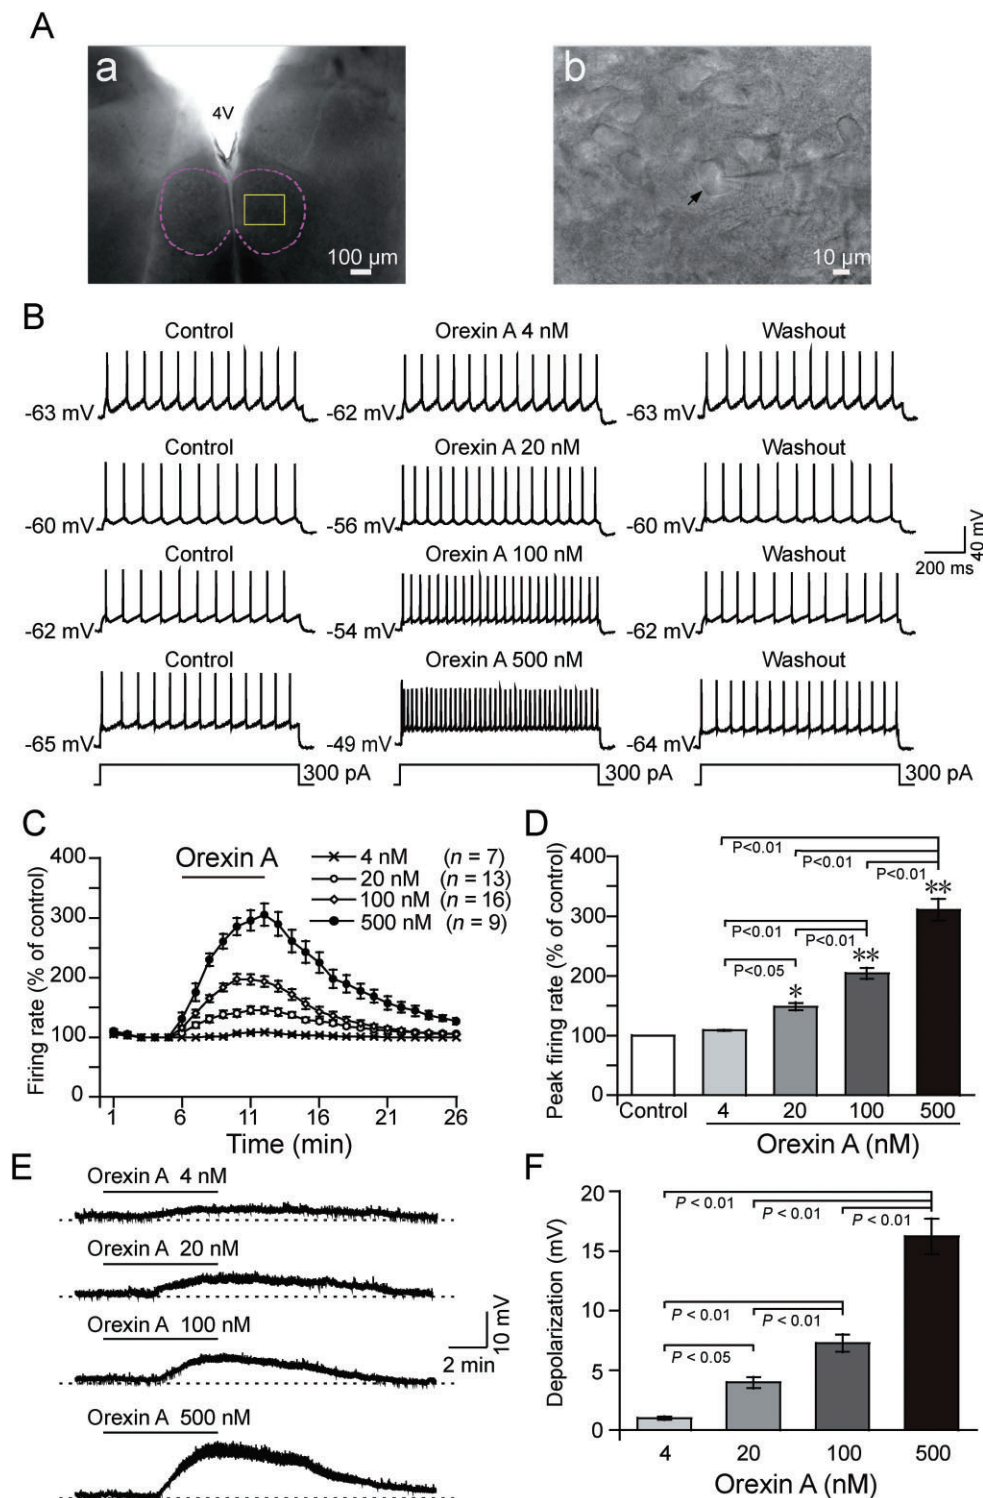 A
a
4V
100 µm
b
10 µm
B
Control
Orexin A 4 nM
Washout
-63 mV
-62 mV
-63 mV
Control
Orexin A 20 nM
Washout
-60 mV
-56 mV
-60 mV
40 mV
200 ms
Control
Orexin A 100 nM
Washout
-62 mV
-54 mV
-62 mV
Control
Orexin A 500 nM
Washout
-65 mV
-49 mV
-64 mV
300 pA
300 pA
300 pA
C
Firing rate (% of control)
400
300
200
100
0
Orexin A
4 nM (n = 7)
20 nM (n = 13)
100 nM (n = 16)
500 nM (n = 9)
1 6 11 16 21 26
Time (min)
D
Peak firing rate (% of control)
400
300
200
100
0
P<0.01
P<0.01
P<0.01
P<0.01
P<0.01
P<0.05
*
**
**
Control 4 20 100 500
Orexin A (nM)
E
Orexin A 4 nM
Orexin A 20 nM
Orexin A 100 nM
Orexin A 500 nM
10 mV
2 min
F
Depolarization (mV)
20
15
10
5
0
P < 0.01
P < 0.01
P < 0.01
P < 0.01
P < 0.01
P < 0.05
4 20 100 500
Orexin A (nM)